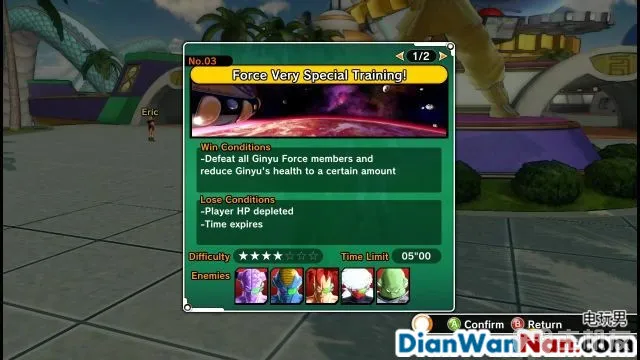 No.03
1/2
Force Very Special Training!
Eric
Win Conditions
-Defeat all Ginyu Force members and
reduce Ginyu's health to a certain amount
Lose Conditions
-Player HP depleted
-Time expires
Difficulty ★★★★☆☆☆ Time Limit 05"00
Enemies
A Confirm B Return
电玩男
DianWanNan.com